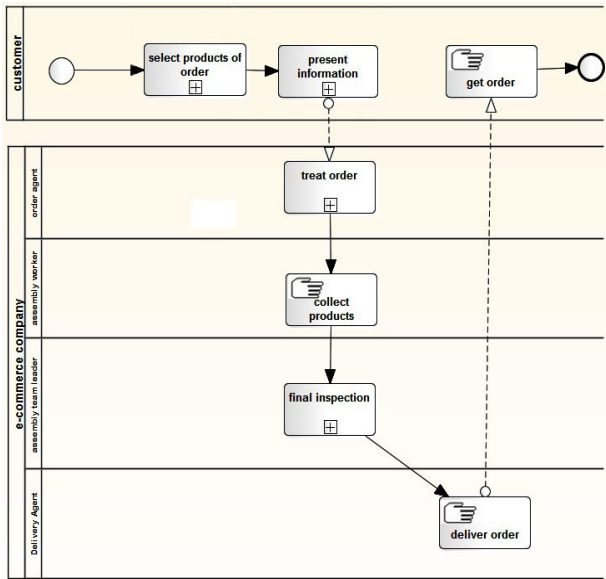 customer
select products of
order
present
information
get order
e-commerce company
order agent
treat order
assembly worker
collect
products
assembly team leader
final inspection
Delivery Agent
deliver order